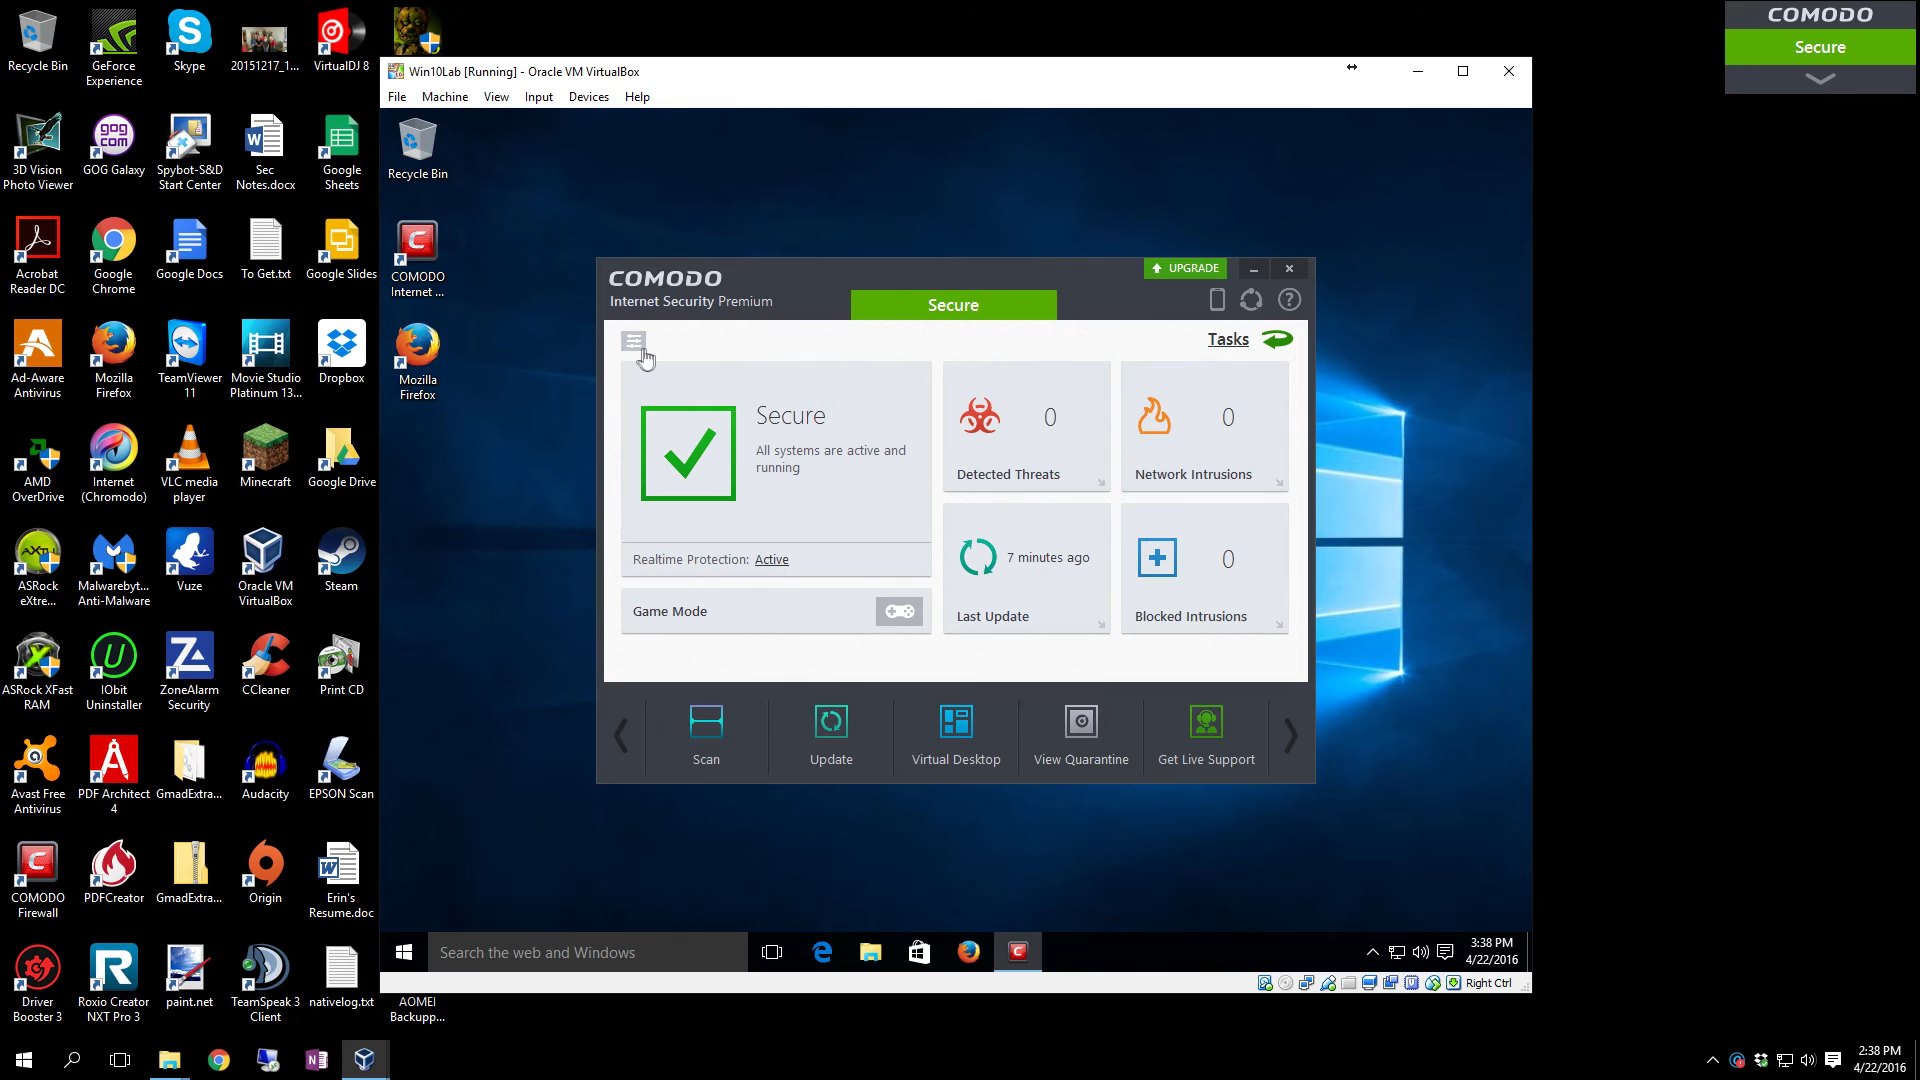 Recycle Bin
GeForce
Experience
Skype
20151217_1...
VirtualDJ 8
3D Vision
Photo Viewer
GOG Galaxy
gog
com
Spybot-S&D
Start Center
Sec
Notes.docx
Google
Sheets
Acrobat
Reader DC
Google
Chrome
Google Docs
To Get.txt
Google Slides
Ad-Aware
Antivirus
Mozilla
Firefox
TeamViewer
11
Movie Studio
Platinum 13...
Dropbox
AMD
OverDrive
Internet
(Chromodo)
VLC media
player
Minecraft
Google Drive
ASRock
eXtre...
Malwarebyt...
Anti-Malware
Vuze
Oracle VM
VirtualBox
Steam
ASRock XFast
RAM
IObit
Uninstaller
ZoneAlarm
Security
CCleaner
Print CD
Avast Free
Antivirus
PDF Architect
4
GmadExtra...
Audacity
EPSON Scan
COMODO
Firewall
PDFCreator
GmadExtra...
Origin
Erin's
Resume.doc
Driver
Booster 3
Roxio Creator
NXT Pro 3
paint.net
TeamSpeak 3
Client
nativelog.txt
AOMEI
Backupp...
Win10Lab [Running] - Oracle VM VirtualBox
File Machine View Input Devices Help
Recycle Bin
COMODO
Internet ...
Mozilla
Firefox
COMODO
Internet Security Premium
UPGRADE
Secure
Tasks
Secure
All systems are active and
running
Realtime Protection: Active
Game Mode
0
Detected Threats
0
Network Intrusions
7 minutes ago
Last Update
0
Blocked Intrusions
Scan
Update
Virtual Desktop
View Quarantine
Get Live Support
Search the web and Windows
3:38 PM
4/22/2016
Right Ctrl
COMODO
Secure
2:38 PM
4/22/2016